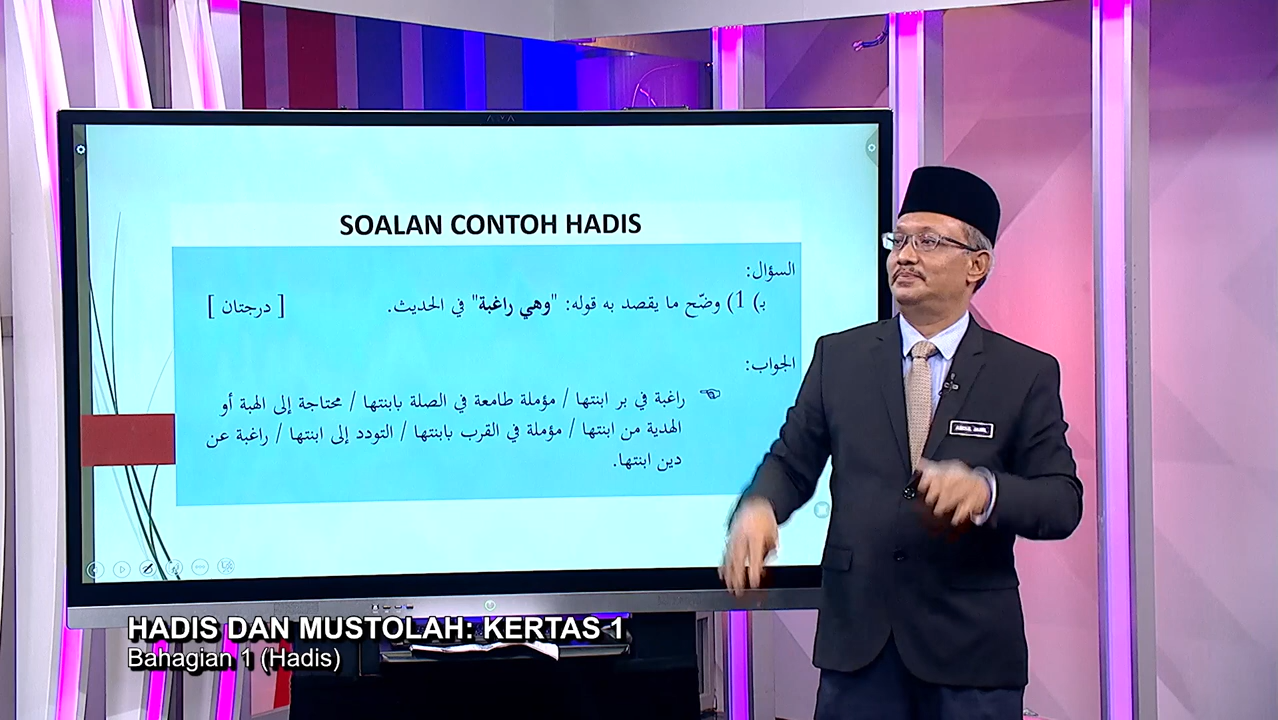 SOALAN CONTOH HADIS
السؤال:
ب) 1) وضّح ما يقصد به قوله: "وهي راغبة" في الحديث. [ درجتان ]
الجواب:
راغبة في بر ابنتها / مؤملة طامعة في الصلة بابنتها / محتاجة إلى الهبة أو
الهدية من ابنتها / مؤملة في القرب بابنتها / التودد إلى ابنتها / راغبة عن
دين ابنتها.
HADIS DAN MUSTOLAH: KERTAS 1
Bahagian 1 (Hadis)